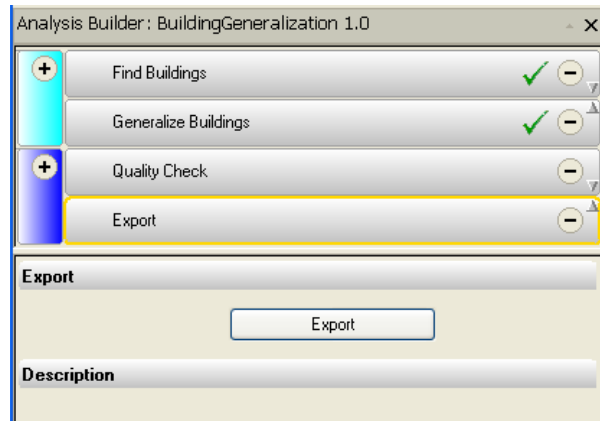 Analysis Builder: BuildingGeneralization 1.0
Find Buildings
Generalize Buildings
Quality Check
Export
Export
Export
Description